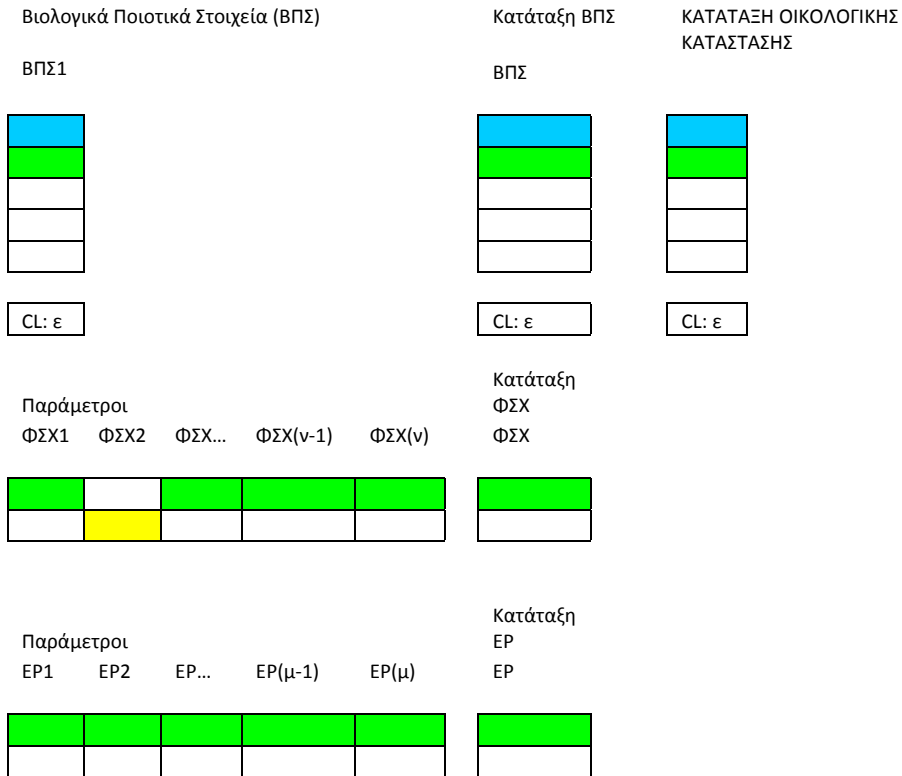 Βιολογικά Ποιοτικά Στοιχεία (ΒΠΣ)
Κατάταξη ΒΠΣ
ΚΑΤΑΤΑΞΗ ΟΙΚΟΛΟΓΙΚΗΣ
ΚΑΤΑΣΤΑΣΗΣ
ΒΠΣ1
ΒΠΣ
CL: ε
CL: ε
CL: ε
Παράμετροι
Κατάταξη
ΦΣΧ
ΦΣΧ1 ΦΣΧ2 ΦΣΧ... ΦΣΧ(ν-1) ΦΣΧ(ν)
ΦΣΧ
Παράμετροι
Κατάταξη
ΕΡ
ΕΡ1 ΕΡ2 ΕΡ... ΕΡ(μ-1) ΕΡ(μ)
ΕΡ